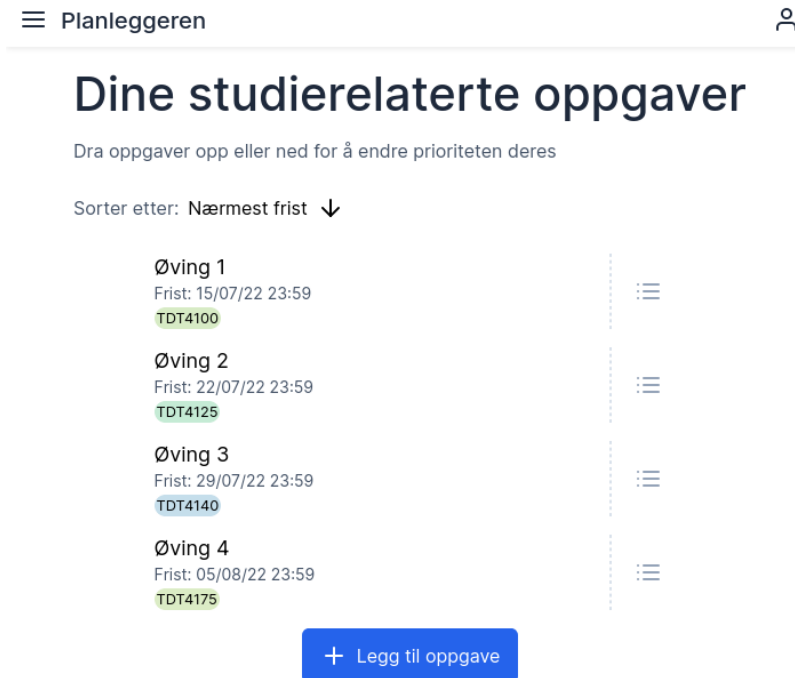 Planleggeren
Dine studierelaterte oppgaver
Dra oppgaver opp eller ned for å endre prioriteten deres
Sorter etter: Nærmest frist
Øving 1
Frist: 15/07/22 23:59
TDT4100
Øving 2
Frist: 22/07/22 23:59
TDT4125
Øving 3
Frist: 29/07/22 23:59
TDT4140
Øving 4
Frist: 05/08/22 23:59
TDT4175
Legg til oppgave